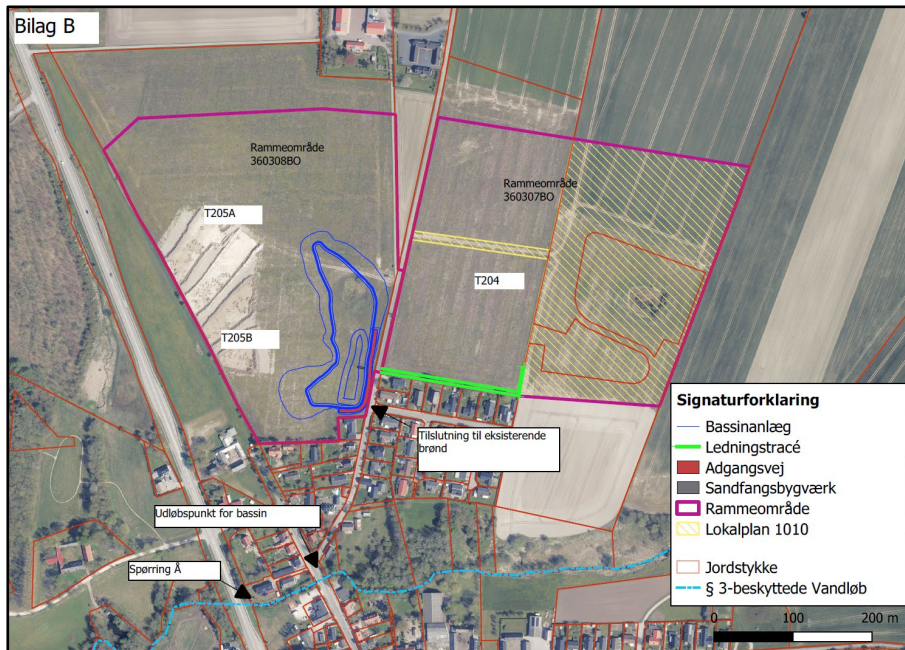 Bilag B
Rammeområde
360308BO
Rammeområde
360307BO
T205A
T204
T205B
Tilslutning til eksisterende
brønd
Udløbspunkt for bassin
Spørring Å
Signaturforklaring
Bassinanlæg
Ledningstracé
Adgangsvej
Sandfangsbygværk
Rammeområde
Lokalplan 1010
Jordstykke
§ 3-beskyttede Vandløb
0 100 200 m